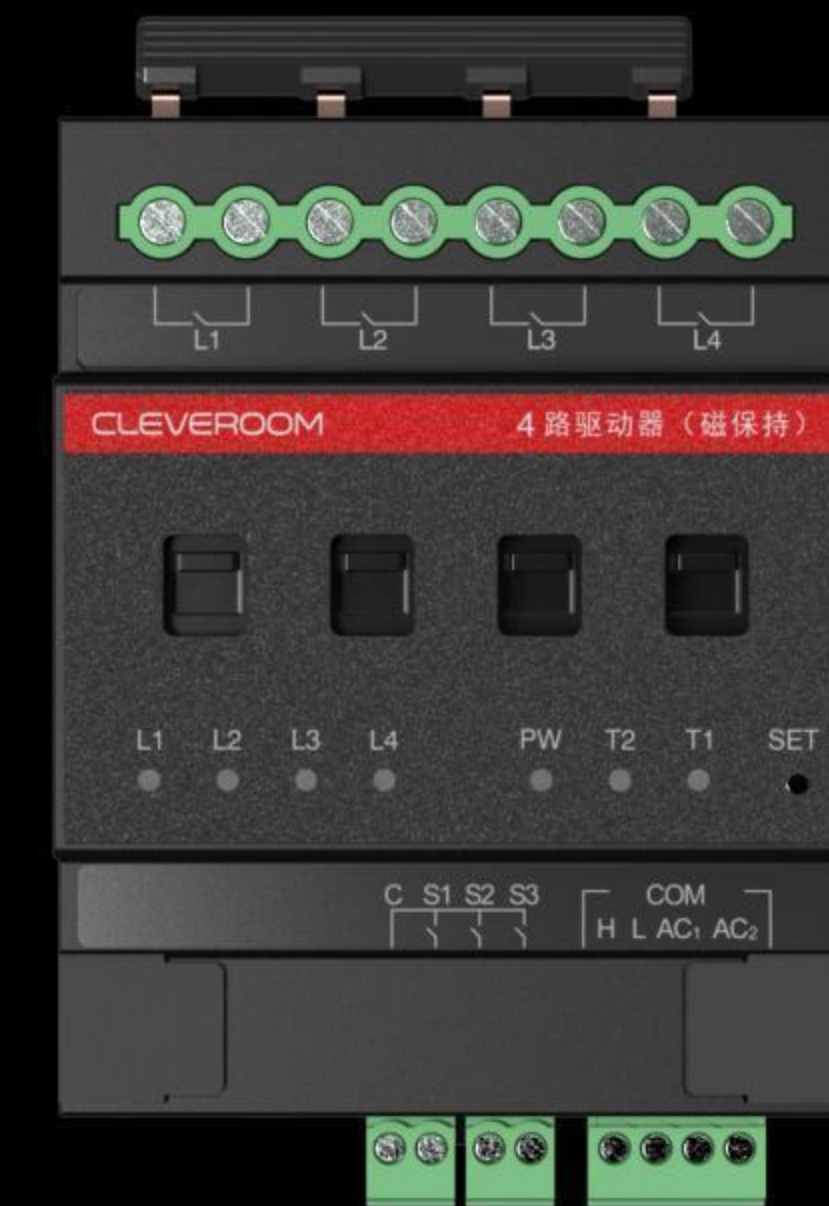 L1 L2 L3 L4
CLEVEROOM 4路驱动器（磁保持）
L1 L2 L3 L4 PW T2 T1 SET
C S1 S2 S3 COM
H L AC₁ AC₂